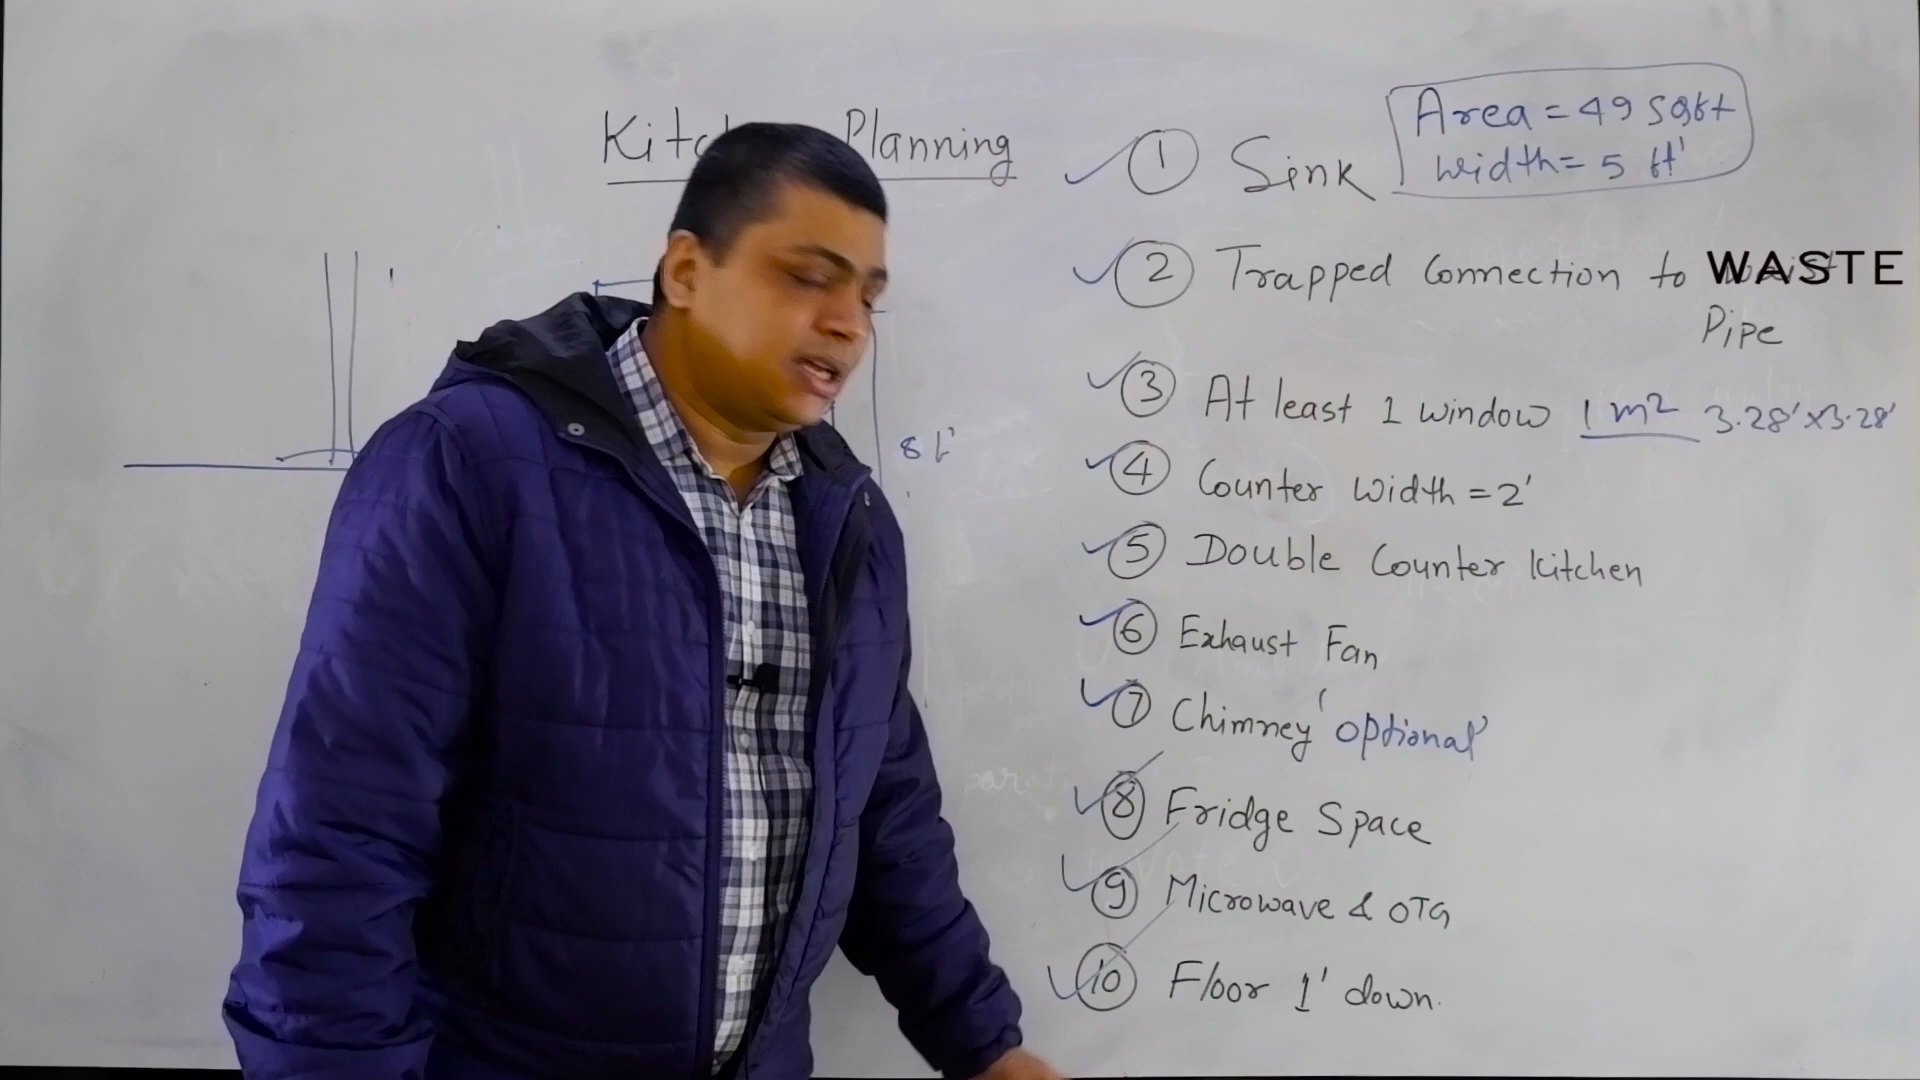 Kitc Planning
Area = 49 sqft
width = 5 ft'
1 Sink
2 Trapped Connection to WASTE
Pipe
3 At least 1 window 1 m² 3.28'x3.28'
4 Counter width = 2'
5 Double Counter Kitchen
6 Exhaust Fan
7 Chimney 'optional'
8 Fridge Space
9 Microwave & OTG
10 Floor 1' down.